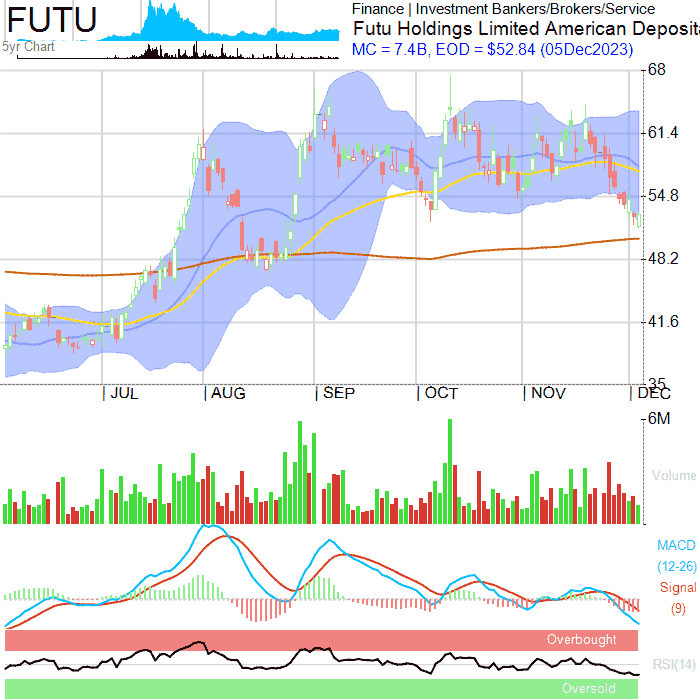 FUTU
5yr Chart
Finance | Investment Bankers/Brokers/Service
Futu Holdings Limited American Deposit
MC = 7.4B, EOD = $52.84 (05Dec2023)
68
61.4
54.8
48.2
41.6
35
JUL
AUG
SEP
OCT
NOV
DEC
6M
Volume
MACD
(12-26)
Signal
(9)
Overbought
RSI(14)
Oversold